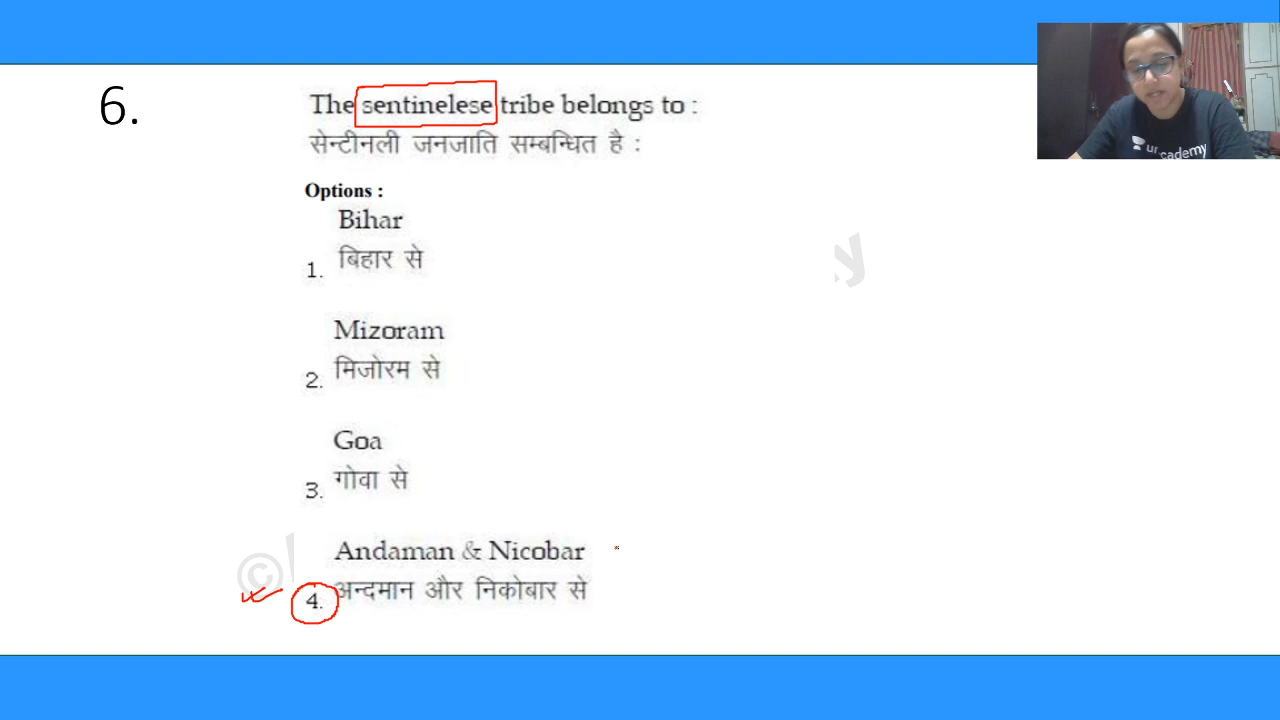 6.
The sentinelese tribe belongs to :
सेन्टीनली जनजाति सम्बन्धित है :
Options :
Bihar
1. बिहार से
Mizoram
2. मिजोरम से
Goa
3. गोवा से
Andaman & Nicobar
4. अन्दमान और निकोबार से
©
y